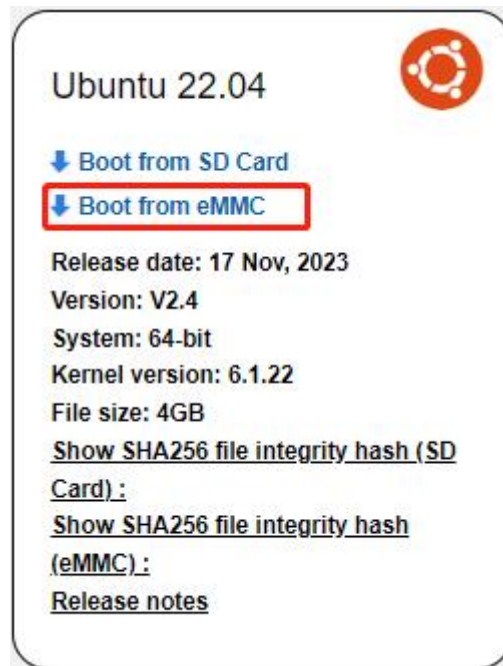 Ubuntu 22.04
Boot from SD Card
Boot from eMMC
Release date: 17 Nov, 2023
Version: V2.4
System: 64-bit
Kernel version: 6.1.22
File size: 4GB
Show SHA256 file integrity hash (SD
Card) :
Show SHA256 file integrity hash
(eMMC) :
Release notes